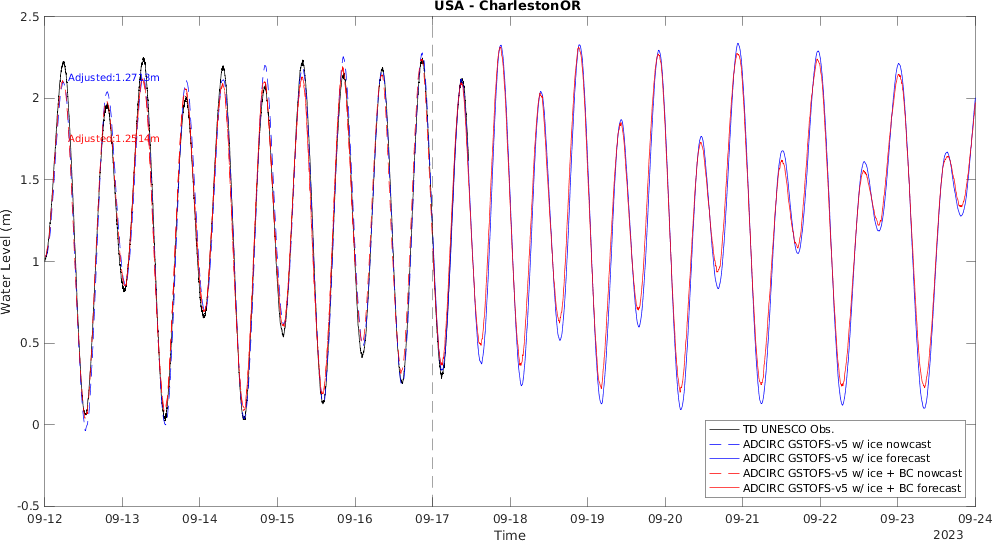 USA - CharlestonOR
2.5
2
1.5
1
0.5
0
-0.5
Water Level (m)
Adjusted:1.2713m
Adjusted:1.2514m
TD UNESCO Obs.
ADCIRC GSTOFS-v5 w/ ice nowcast
ADCIRC GSTOFS-v5 w/ ice forecast
ADCIRC GSTOFS-v5 w/ ice + BC nowcast
ADCIRC GSTOFS-v5 w/ ice + BC forecast
09-12 09-13 09-14 09-15 09-16 09-17 09-18 09-19 09-20 09-21 09-22 09-23 09-24
Time
2023